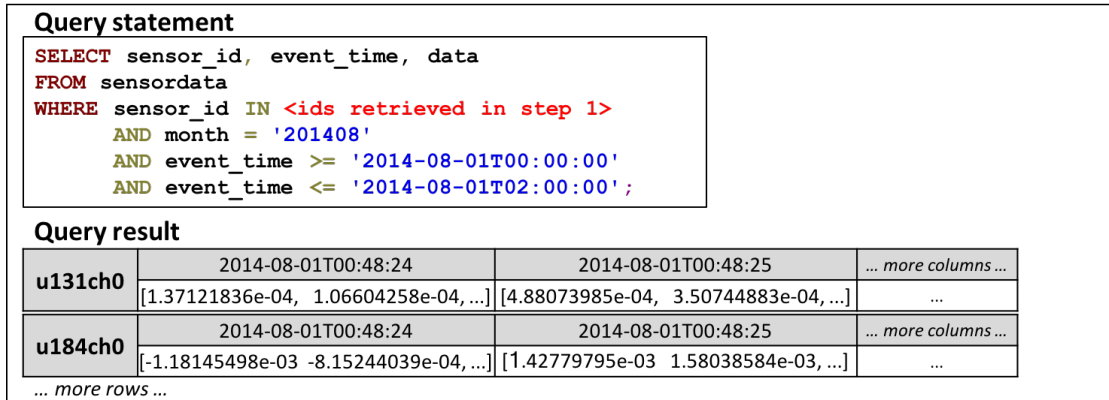 Query statement
SELECT sensor_id, event_time, data
FROM sensordata
WHERE sensor_id IN <ids retrieved in step 1>
AND month = '201408'
AND event_time >= '2014-08-01T00:00:00'
AND event_time <= '2014-08-01T02:00:00';
Query result
u131ch0
2014-08-01T00:48:24 2014-08-01T00:48:25 ... more columns ...
[1.37121836e-04, 1.06604258e-04, ...] [4.88073985e-04, 3.50744883e-04, ...] ...
u184ch0
2014-08-01T00:48:24 2014-08-01T00:48:25 ... more columns ...
[-1.18145498e-03 -8.15244039e-04, ...] [1.42779795e-03 1.58038584e-03, ...] ...
... more rows ...